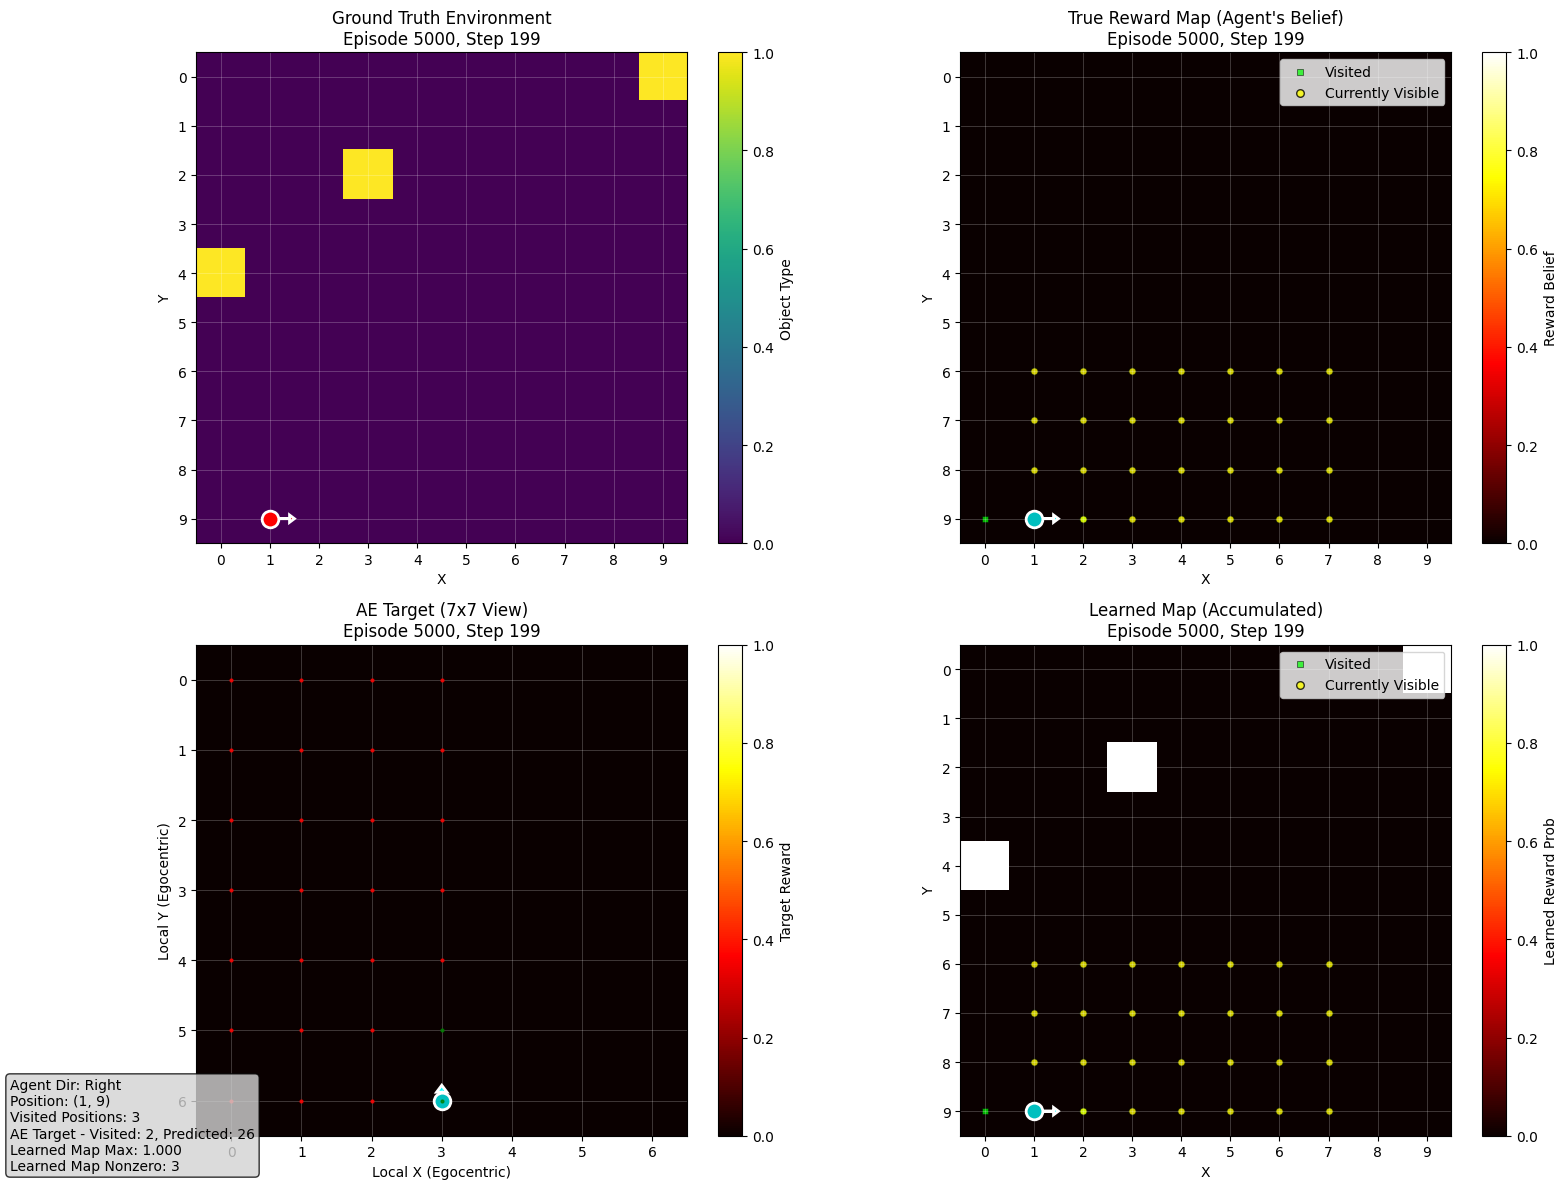 Ground Truth Environment
Episode 5000, Step 199
True Reward Map (Agent's Belief)
Episode 5000, Step 199
0
1
2
3
4
5
6
7
8
9
Y
0 1 2 3 4 5 6 7 8 9
X
1.0
0.8
0.6
0.4
0.2
0.0
Object Type
Visited
Currently Visible
0
1
2
3
4
5
6
7
8
9
Y
0 1 2 3 4 5 6 7 8 9
X
1.0
0.8
0.6
0.4
0.2
0.0
Reward Belief
AE Target (7x7 View)
Episode 5000, Step 199
Learned Map (Accumulated)
Episode 5000, Step 199
0
1
2
3
4
5
6
Local Y (Egocentric)
0 1 2 3 4 5 6
Local X (Egocentric)
1.0
0.8
0.6
0.4
0.2
0.0
Target Reward
Visited
Currently Visible
0
1
2
3
4
5
6
7
8
9
Y
0 1 2 3 4 5 6 7 8 9
X
1.0
0.8
0.6
0.4
0.2
0.0
Learned Reward Prob
Agent Dir: Right
Position: (1, 9)
Visited Positions: 3
AE Target - Visited: 2, Predicted: 26
Learned Map Max: 1.000
Learned Map Nonzero: 3